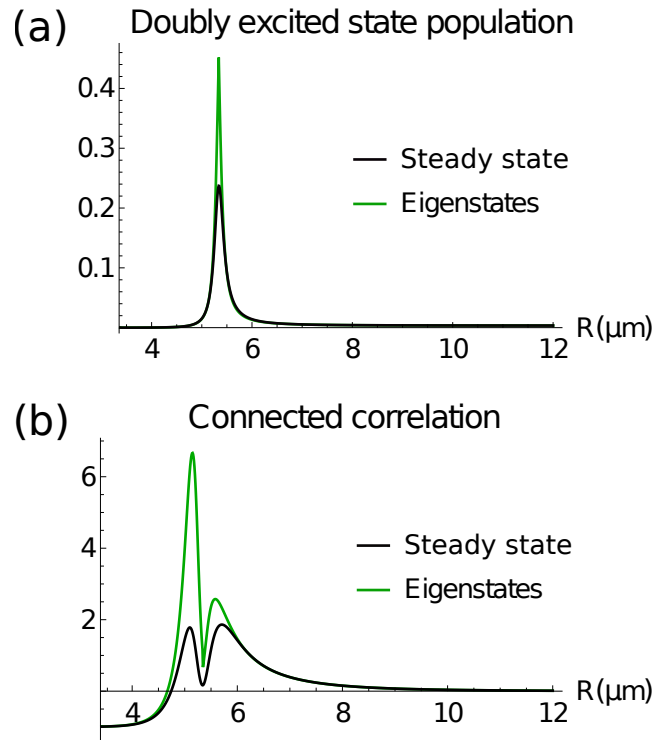 (a) Doubly excited state population
0.4
0.3
0.2
0.1
Steady state
Eigenstates
4 6 8 10 12 R(μm)
(b) Connected correlation
6
4
2
Steady state
Eigenstates
4 6 8 10 12 R(μm)